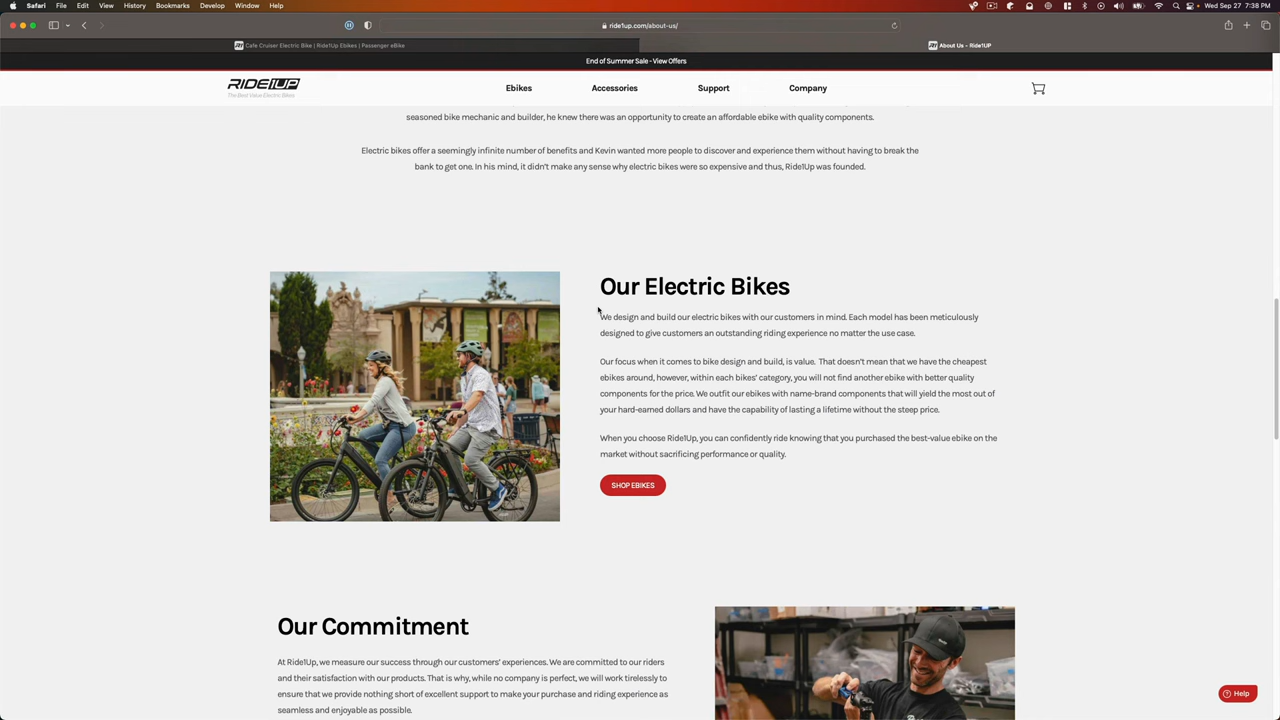 Safari File Edit View History Bookmarks Develop Window Help
Wed Sep 27 7:38 PM
ride1up.com/about-us/
Cafe Cruiser Electric Bike | Ride1Up Ebikes | Passenger eBike
About Us - Ride1UP
End of Summer Sale - View Offers
RIDE1UP
The Best Value Electric Bikes
Ebikes
Accessories
Support
Company
seasoned bike mechanic and builder, he knew there was an opportunity to create an affordable ebike with quality components.
Electric bikes offer a seemingly infinite number of benefits and Kevin wanted more people to discover and experience them without having to break the
bank to get one. In his mind, it didn't make any sense why electric bikes were so expensive and thus, Ride1Up was founded.
Our Electric Bikes
We design and build our electric bikes with our customers in mind. Each model has been meticulously
designed to give customers an outstanding riding experience no matter the use case.
Our focus when it comes to bike design and build, is value. That doesn't mean that we have the cheapest
ebikes around, however, within each bikes' category, you will not find another ebike with better quality
components for the price. We outfit our ebikes with name-brand components that will yield the most out of
your hard-earned dollars and have the capability of lasting a lifetime without the steep price.
When you choose Ride1Up, you can confidently ride knowing that you purchased the best-value ebike on the
market without sacrificing performance or quality.
SHOP EBIKES
Our Commitment
At Ride1Up, we measure our success through our customers' experiences. We are committed to our riders
and their satisfaction with our products. That is why, while no company is perfect, we will work tirelessly to
ensure that we provide nothing short of excellent support to make your purchase and riding experience as
seamless and enjoyable as possible.
Help